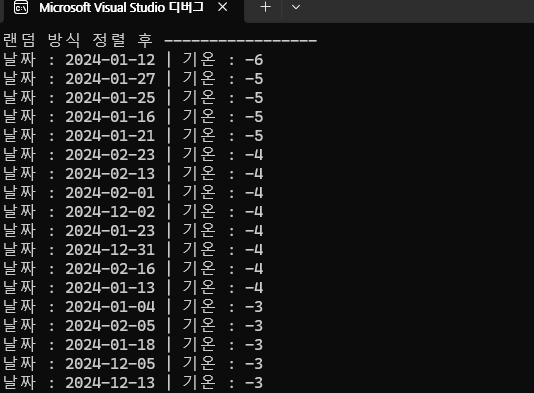 Microsoft Visual Studio 디버그
랜덤 방식 정렬 후 -----------------
날짜 : 2024-01-12 | 기온 : -6
날짜 : 2024-01-27 | 기온 : -5
날짜 : 2024-01-25 | 기온 : -5
날짜 : 2024-01-16 | 기온 : -5
날짜 : 2024-01-21 | 기온 : -5
날짜 : 2024-02-23 | 기온 : -4
날짜 : 2024-02-13 | 기온 : -4
날짜 : 2024-02-01 | 기온 : -4
날짜 : 2024-12-02 | 기온 : -4
날짜 : 2024-01-23 | 기온 : -4
날짜 : 2024-12-31 | 기온 : -4
날짜 : 2024-02-16 | 기온 : -4
날짜 : 2024-01-13 | 기온 : -4
날짜 : 2024-01-04 | 기온 : -3
날짜 : 2024-02-05 | 기온 : -3
날짜 : 2024-01-18 | 기온 : -3
날짜 : 2024-12-05 | 기온 : -3
날짜 : 2024-12-13 | 기온 : -3